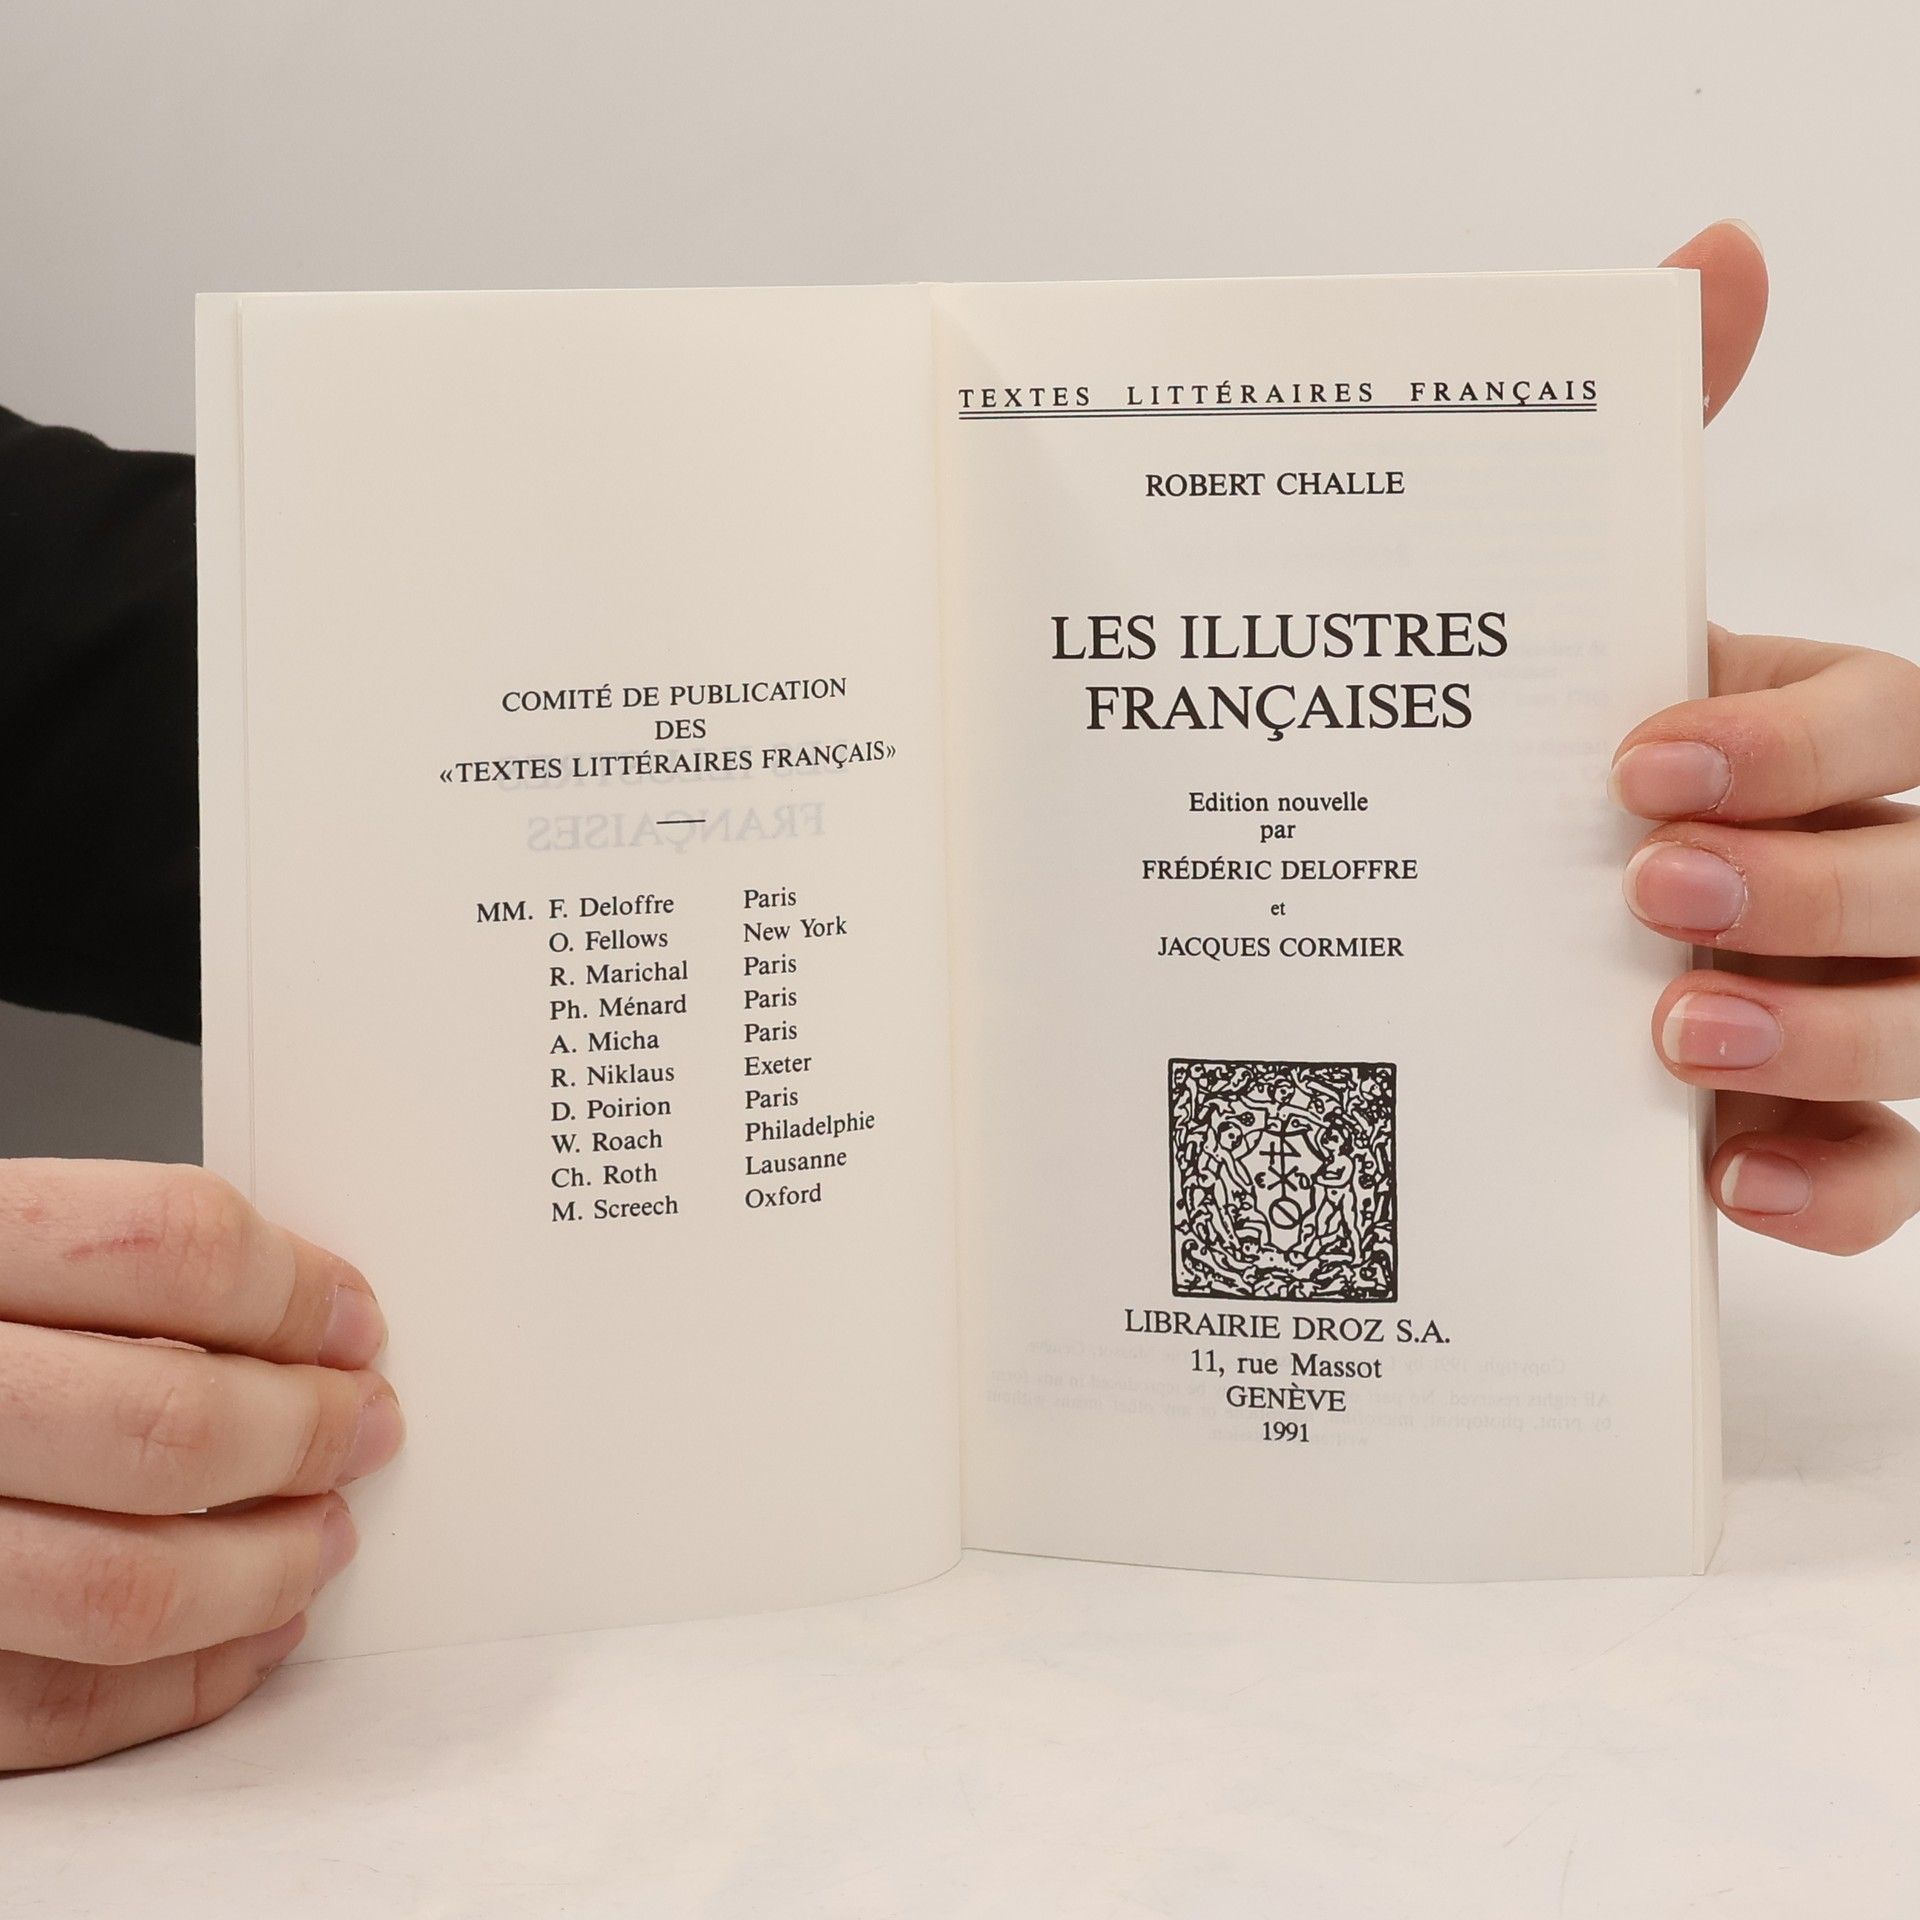 COMITÉ DE PUBLICATION
DES
«TEXTES LITTÉRAIRES FRANÇAIS»
MM. F. Deloffre Paris
O. Fellows New York
R. Marichal Paris
Ph. Ménard Paris
A. Micha Paris
R. Niklaus Exeter
D. Poirion Paris
W. Roach Philadelphie
Ch. Roth Lausanne
M. Screech Oxford
TEXTES LITTÉRAIRES FRANÇAIS
ROBERT CHALLE
LES ILLUSTRES
FRANÇAISES
Edition nouvelle
par
FRÉDÉRIC DELOFFRE
et
JACQUES CORMIER
LIBRAIRIE DROZ S.A.
11, rue Massot
GENÈVE
1991